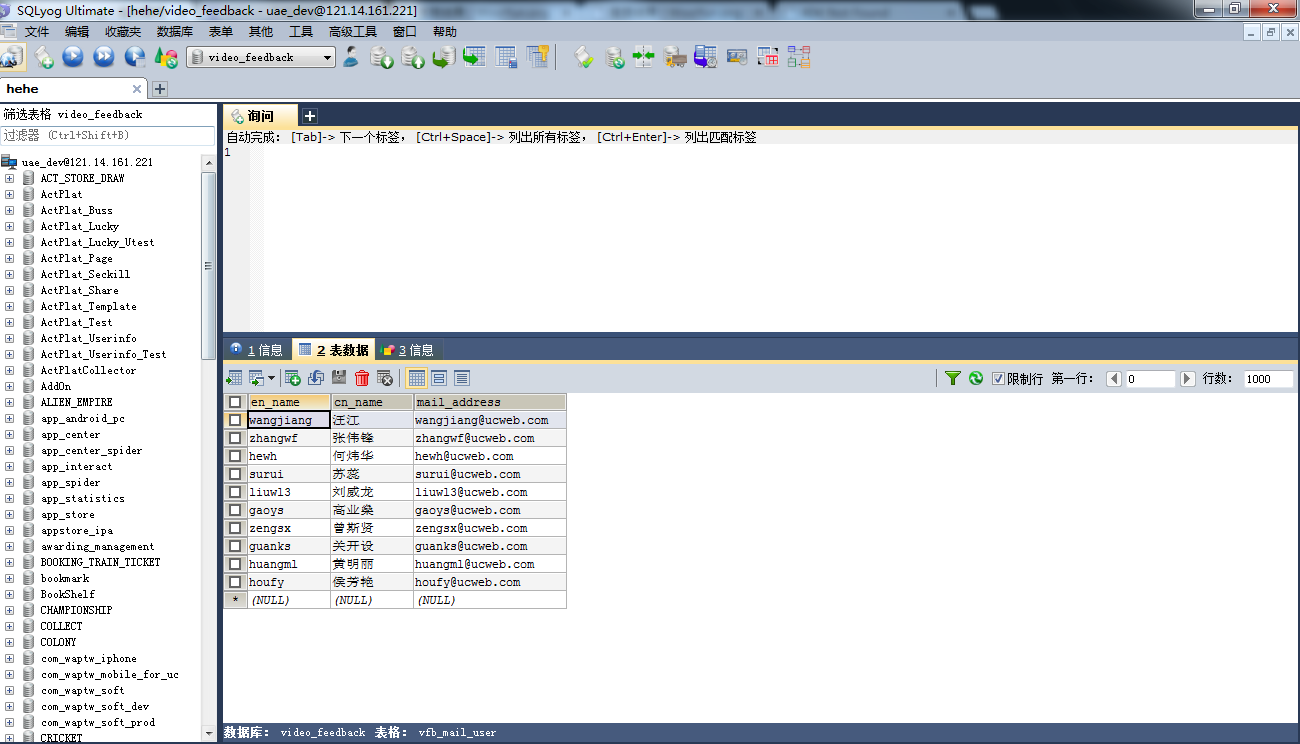 SQLyog Ultimate - [hehe/video_feedback - uae_dev@121.14.161.221]
文件 编辑 收藏夹 数据库 表单 其他 工具 高级工具 窗口 帮助
video_feedback
hehe
筛选表格 video_feedback
过滤器 (Ctrl+Shift+B)
uae_dev@121.14.161.221
ACT_STORE_DRAW
ActPlat
ActPlat_Buss
ActPlat_Lucky
ActPlat_Lucky_Utest
ActPlat_Page
ActPlat_Seckill
ActPlat_Share
ActPlat_Template
ActPlat_Test
ActPlat_Userinfo
ActPlat_Userinfo_Test
ActPlatCollector
AddOn
ALIEN_EMPIRE
app_android_pc
app_center
app_center_spider
app_interact
app_spider
app_statistics
app_store
appstore_ipa
awarding_management
BOOKING_TRAIN_TICKET
bookmark
BookShelf
CHAMPIONSHIP
COLLECT
COLONY
com_waptw_iphone
com_waptw_mobile_for_uc
com_waptw_soft
com_waptw_soft_dev
com_waptw_soft_prod
CRICKET
询问
自动完成： [Tab]-> 下一个标签， [Ctrl+Space]-> 列出所有标签， [Ctrl+Enter]-> 列出匹配标签
1
1 信息 2 表数据 3 信息
限制行 第一行： 0 行数： 1000
en_name cn_name mail_address
wangjiang 汪江 wangjiang@ucweb.com
zhangwf 张伟锋 zhangwf@ucweb.com
hewh 何炜华 hewh@ucweb.com
surui 苏蕊 surui@ucweb.com
liuwl3 刘威龙 liuwl3@ucweb.com
gaoys 高业燊 gaoys@ucweb.com
zengsx 曾斯贤 zengsx@ucweb.com
guanks 关开设 guanks@ucweb.com
huangml 黄明丽 huangml@ucweb.com
houfy 侯芳艳 houfy@ucweb.com
* (NULL) (NULL) (NULL)
数据库： video_feedback 表格： vfb_mail_user